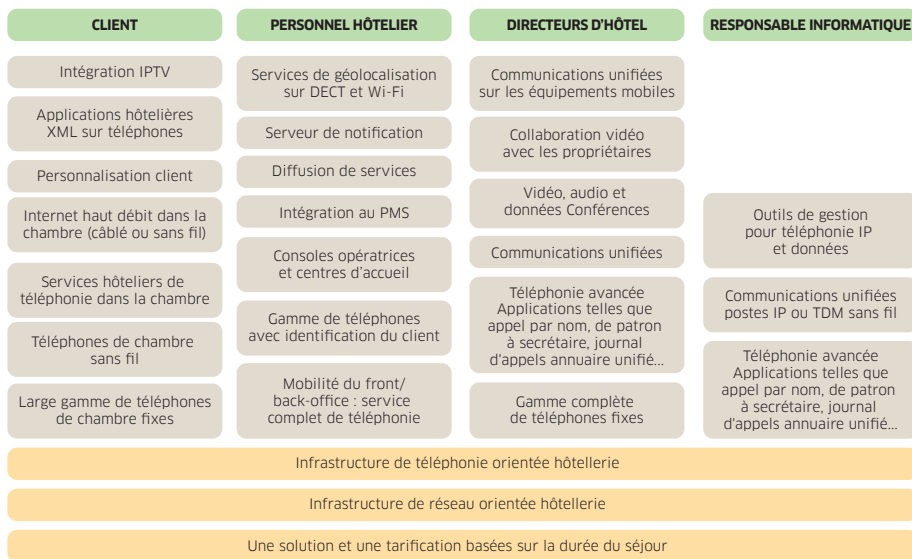 CLIENT
Intégration IPTV
Applications hôtelières
XML sur téléphones
Personnalisation client
Internet haut débit dans la
chambre (câblé ou sans fil)
Services hôteliers de
téléphonie dans la chambre
Téléphones de chambre
sans fil
Large gamme de téléphones
de chambre fixes
PERSONNEL HÔTELIER
Services de géolocalisation
sur DECT et Wi-Fi
Serveur de notification
Diffusion de services
Intégration au PMS
Consoles opératrices
et centres d'accueil
Gamme de téléphones
avec identification du client
Mobilité du front/
back-office : service
complet de téléphonie
DIRECTEURS D'HÔTEL
Communications unifiées
sur les équipements mobiles
Collaboration vidéo
avec les propriétaires
Vidéo, audio et
données Conférences
Communications unifiées
Téléphonie avancée
Applications telles que
appel par nom, de patron
à secrétaire, journal
d'appels annuaire unifié...
Gamme complète
de téléphones fixes
RESPONSABLE INFORMATIQUE
Outils de gestion
pour téléphonie IP
et données
Communications unifiées
postes IP ou TDM sans fil
Téléphonie avancée
Applications telles que
appel par nom, de patron
à secrétaire, journal
d'appels annuaire unifié...
Infrastructure de téléphonie orientée hôtellerie
Infrastructure de réseau orientée hôtellerie
Une solution et une tarification basées sur la durée du séjour